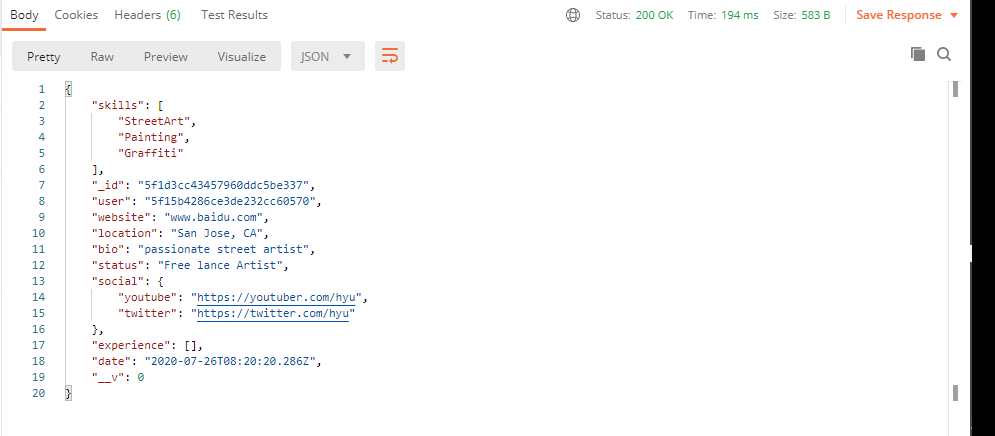 Body Cookies Headers (6) Test Results Status: 200 OK Time: 194 ms Size: 583 B Save Response
Pretty Raw Preview Visualize JSON
1 {
2 "skills": [
3 "StreetArt",
4 "Painting",
5 "Graffiti"
6 ],
7 "_id": "5f1d3cc43457960ddc5be337",
8 "user": "5f15b4286ce3de232cc60570",
9 "website": "www.baidu.com",
10 "location": "San Jose, CA",
11 "bio": "passionate street artist",
12 "status": "Free lance Artist",
13 "social": {
14 "youtube": "https://youtuber.com/hyu",
15 "twitter": "https://twitter.com/hyu"
16 },
17 "experience": [],
18 "date": "2020-07-26T08:20:20.286Z",
19 "__v": 0
20 }